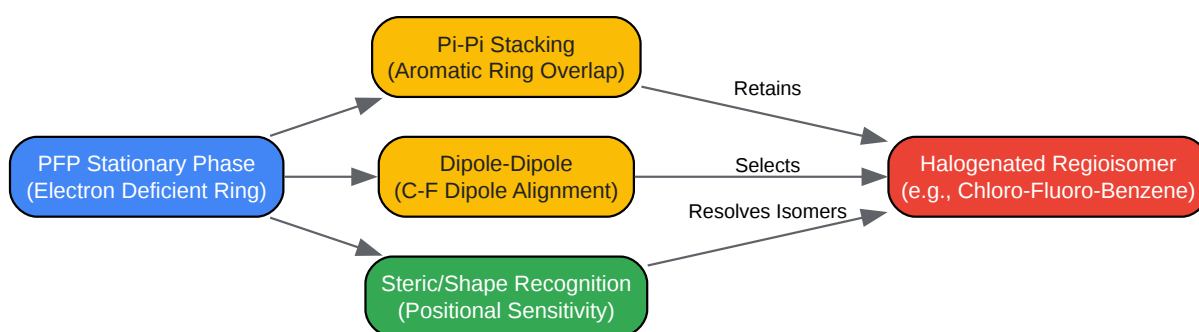 Pi-Pi Stacking
(Aromatic Ring Overlap)
Retains
PFP Stationary Phase
(Electron Deficient Ring)
Dipole-Dipole
(C-F Dipole Alignment)
Selects
Halogenated Regioisomer
(e.g., Chloro-Fluoro-Benzene)
Resolves Isomers
Steric/Shape Recognition
(Positional Sensitivity)